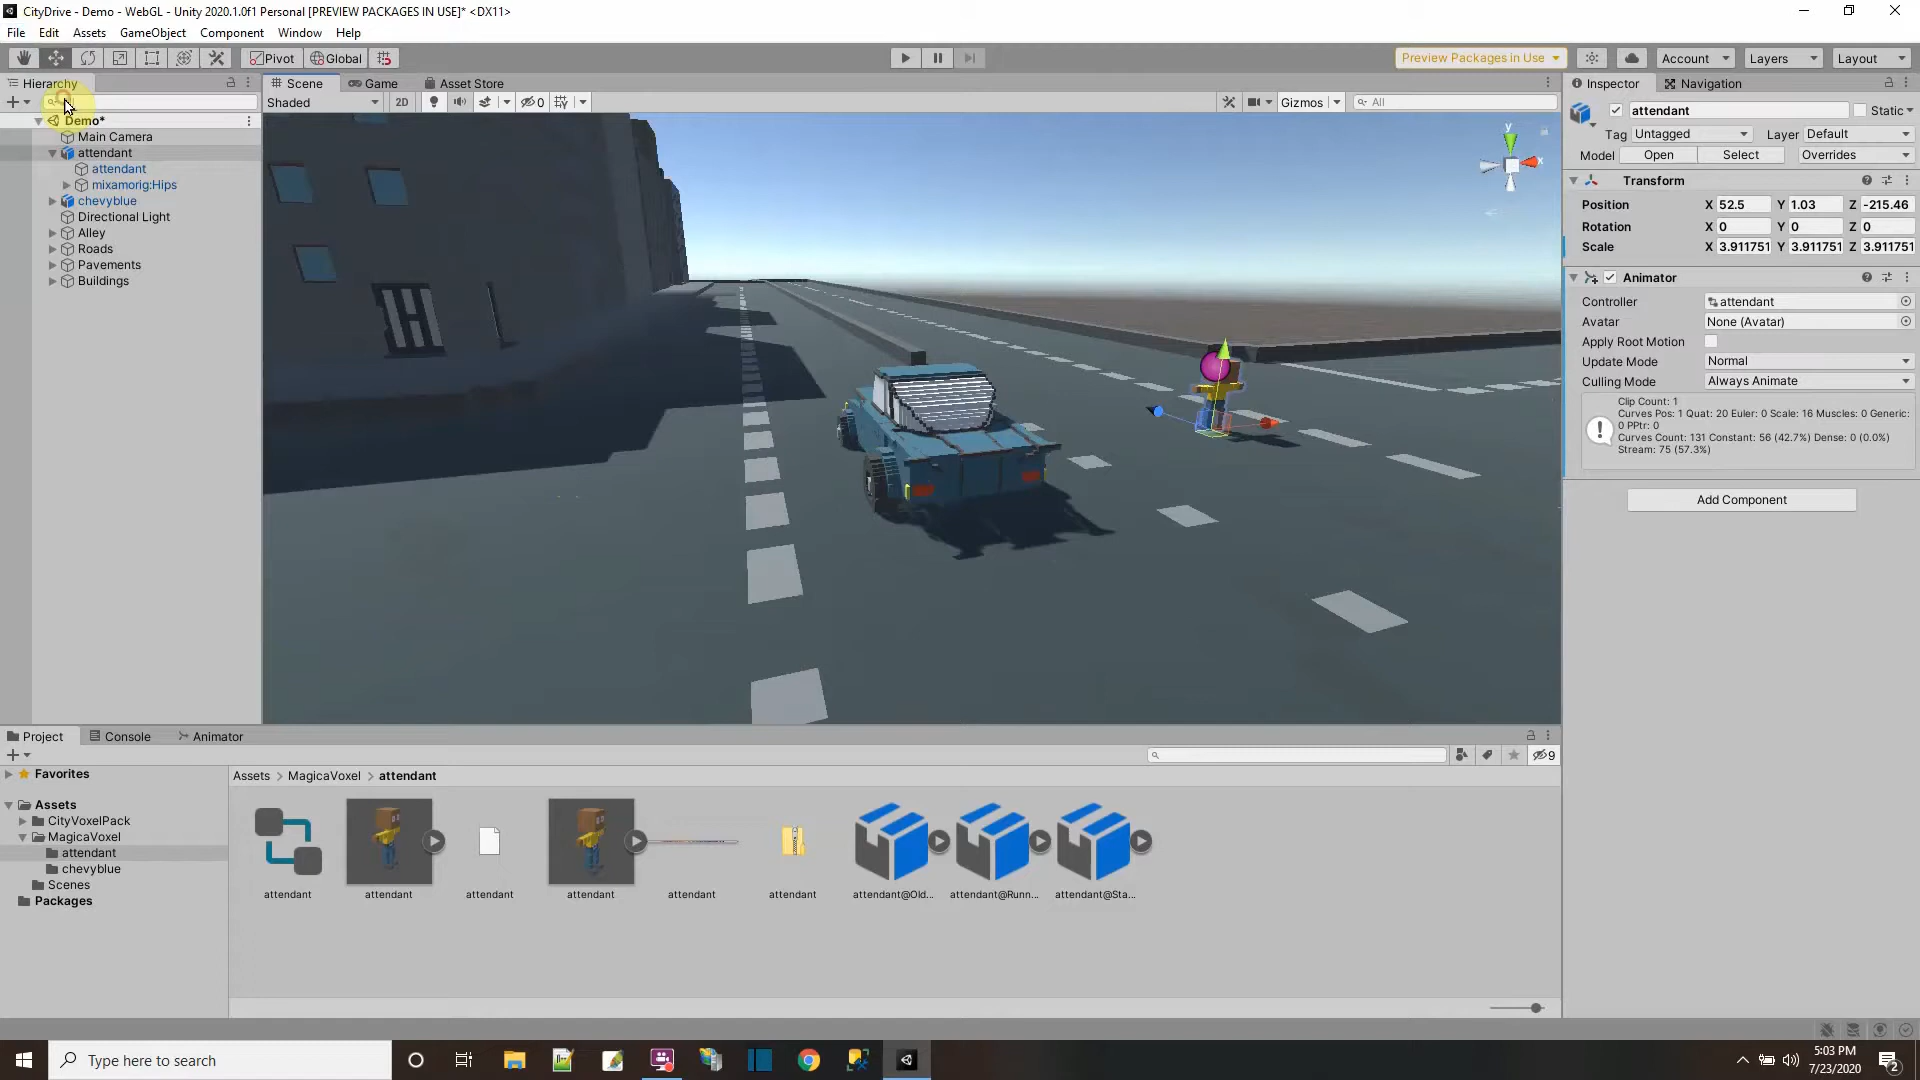 CityDrive - Demo - WebGL - Unity 2020.1.0f1 Personal [PREVIEW PACKAGES IN USE]* <DX11>
File Edit Assets GameObject Component Window Help
Pivot Global Preview Packages in Use Account Layers Layout
Hierarchy Scene Game Asset Store Inspector Navigation
Shaded 2D 0 Gizmos All
attendant Static
Demo*
Tag Untagged Layer Default
Main Camera
Model Open Select Overrides
attendant
attendant
Transform
mixamorig:Hips
chevyblue
Position X 52.5 Y 1.03 Z -215.46
Directional Light
Rotation X 0 Y 0 Z 0
Alley
Scale X 3.911751 Y 3.911751 Z 3.911751
Roads
Pavements
Buildings
Animator
Controller attendant
Avatar None (Avatar)
Apply Root Motion
Update Mode Normal
Culling Mode Always Animate
Clip Count: 1
Curves Pos: 1 Quat: 20 Euler: 0 Scale: 16 Muscles: 0 Generic:
0 PPtr: 0
Curves Count: 131 Constant: 56 (42.7%) Dense: 0 (0.0%)
Stream: 75 (57.3%)
Add Component
y
x
Project Console Animator
9
Favorites
Assets > MagicaVoxel > attendant
Assets
CityVoxelPack
MagicaVoxel
attendant
chevyblue
Scenes
Packages
attendant attendant attendant attendant attendant attendant attendant@Old... attendant@Runn... attendant@Sta...
Type here to search
5:03 PM
7/23/2020
2